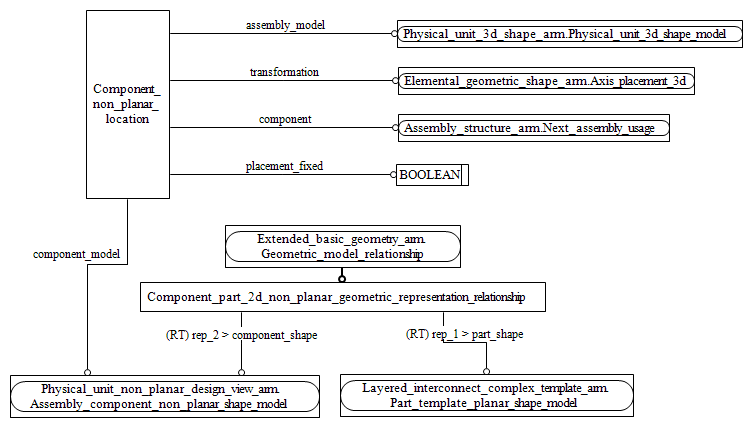 assembly_model
Physical_unit_3d_shape_arm.Physical_unit_3d_shape_model
transformation
Elemental_geometric_shape_arm.Axis_placement_3d
Component_
non_planar_
location
component
Assembly_structure_arm.Next_assembly_usage
placement_fixed
BOOLEAN
component_model
Extended_basic_geometry_arm.
Geometric_model_relationship
Component_part_2d_non_planar_geometric_representation_relationship
(RT) rep_2 > component_shape
(RT) rep_1 > part_shape
Physical_unit_non_planar_design_view_arm.
Assembly_component_non_planar_shape_model
Layered_interconnect_complex_template_arm.
Part_template_planar_shape_model